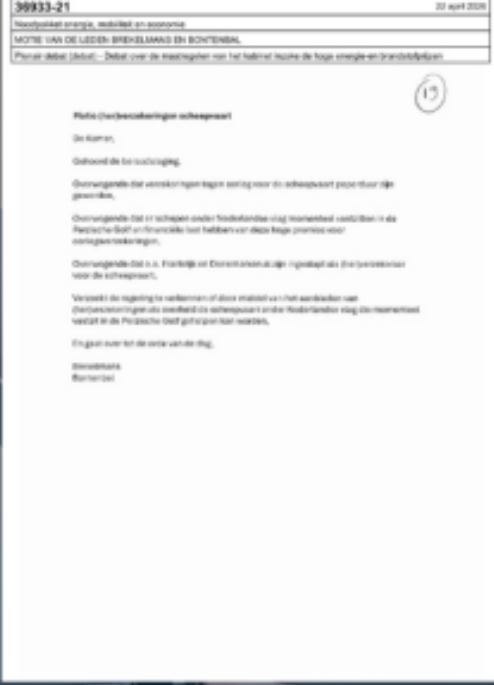 36933-21
22 april 2026
Noodpakket energie, mobiliteit en economie
MOTIE VAN DE LEDEN BREKELMANS EN BONTENBAL
Plenair debat (debat) - Debat over de maatregelen van het kabinet inzake de hoge energie-en brandstofprijzen
Motie (her)verzekeringen scheepvaart
De Kamer,
Gehoord de beraadslaging,
Overwegende dat verzekeringen tegen oorlog voor de scheepvaart peperduur zijn
geworden,
Overwegende dat er schepen onder Nederlandse vlag momenteel vastzitten in de
Perzische Golf en financiële last hebben van deze hoge premies voor
oorlogsverzekeringen,
Overwegende dat o.a. Frankrijk en Denemarken al zijn ingestapt als (her)verzekeraar
voor de scheepvaart,
Verzoekt de regering te verkennen of door middel van het aanbieden van
(her)verzekeringen als overheid de scheepvaart onder Nederlandse vlag die momenteel
vastzit in de Perzische Golf geholpen kan worden,
En gaat over tot de orde van de dag,
Brekelmans
Bontenbal